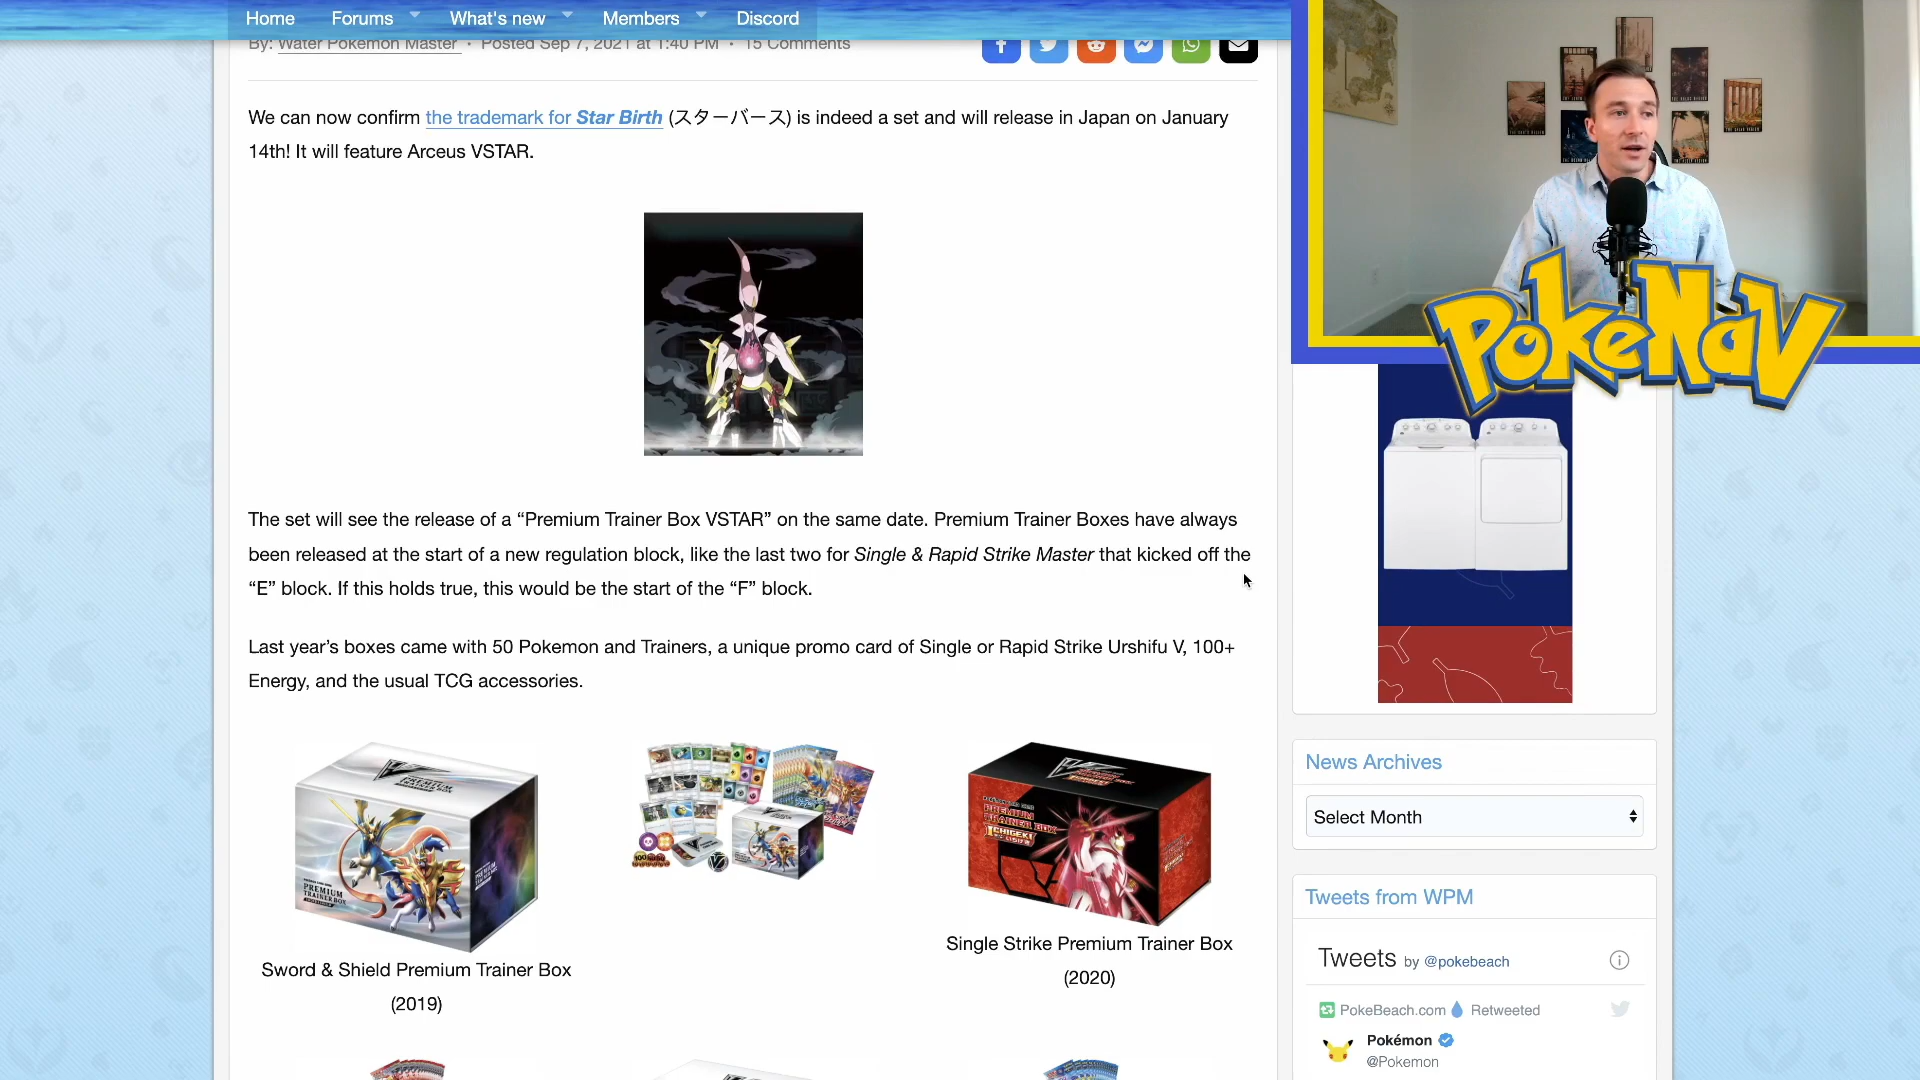 Home Forums What's new Members Discord
By: Water Pokemon Master · Posted Sep 7, 2021 at 1:40 PM · 15 Comments
We can now confirm the trademark for Star Birth (スターバース) is indeed a set and will release in Japan on January
14th! It will feature Arceus VSTAR.
PokeNav
The set will see the release of a “Premium Trainer Box VSTAR” on the same date. Premium Trainer Boxes have always
been released at the start of a new regulation block, like the last two for Single & Rapid Strike Master that kicked off the
“E” block. If this holds true, this would be the start of the “F” block.
Last year’s boxes came with 50 Pokemon and Trainers, a unique promo card of Single or Rapid Strike Urshifu V, 100+
Energy, and the usual TCG accessories.
PREMIUM
TRAINER BOX
PREMIUM
TRAINER BOX
ICHIGEKI
Sword & Shield Premium Trainer Box
(2019)
Single Strike Premium Trainer Box
(2020)
News Archives
Select Month
Tweets from WPM
Tweets by @pokebeach
PokeBeach.com Retweeted
Pokémon
@Pokemon